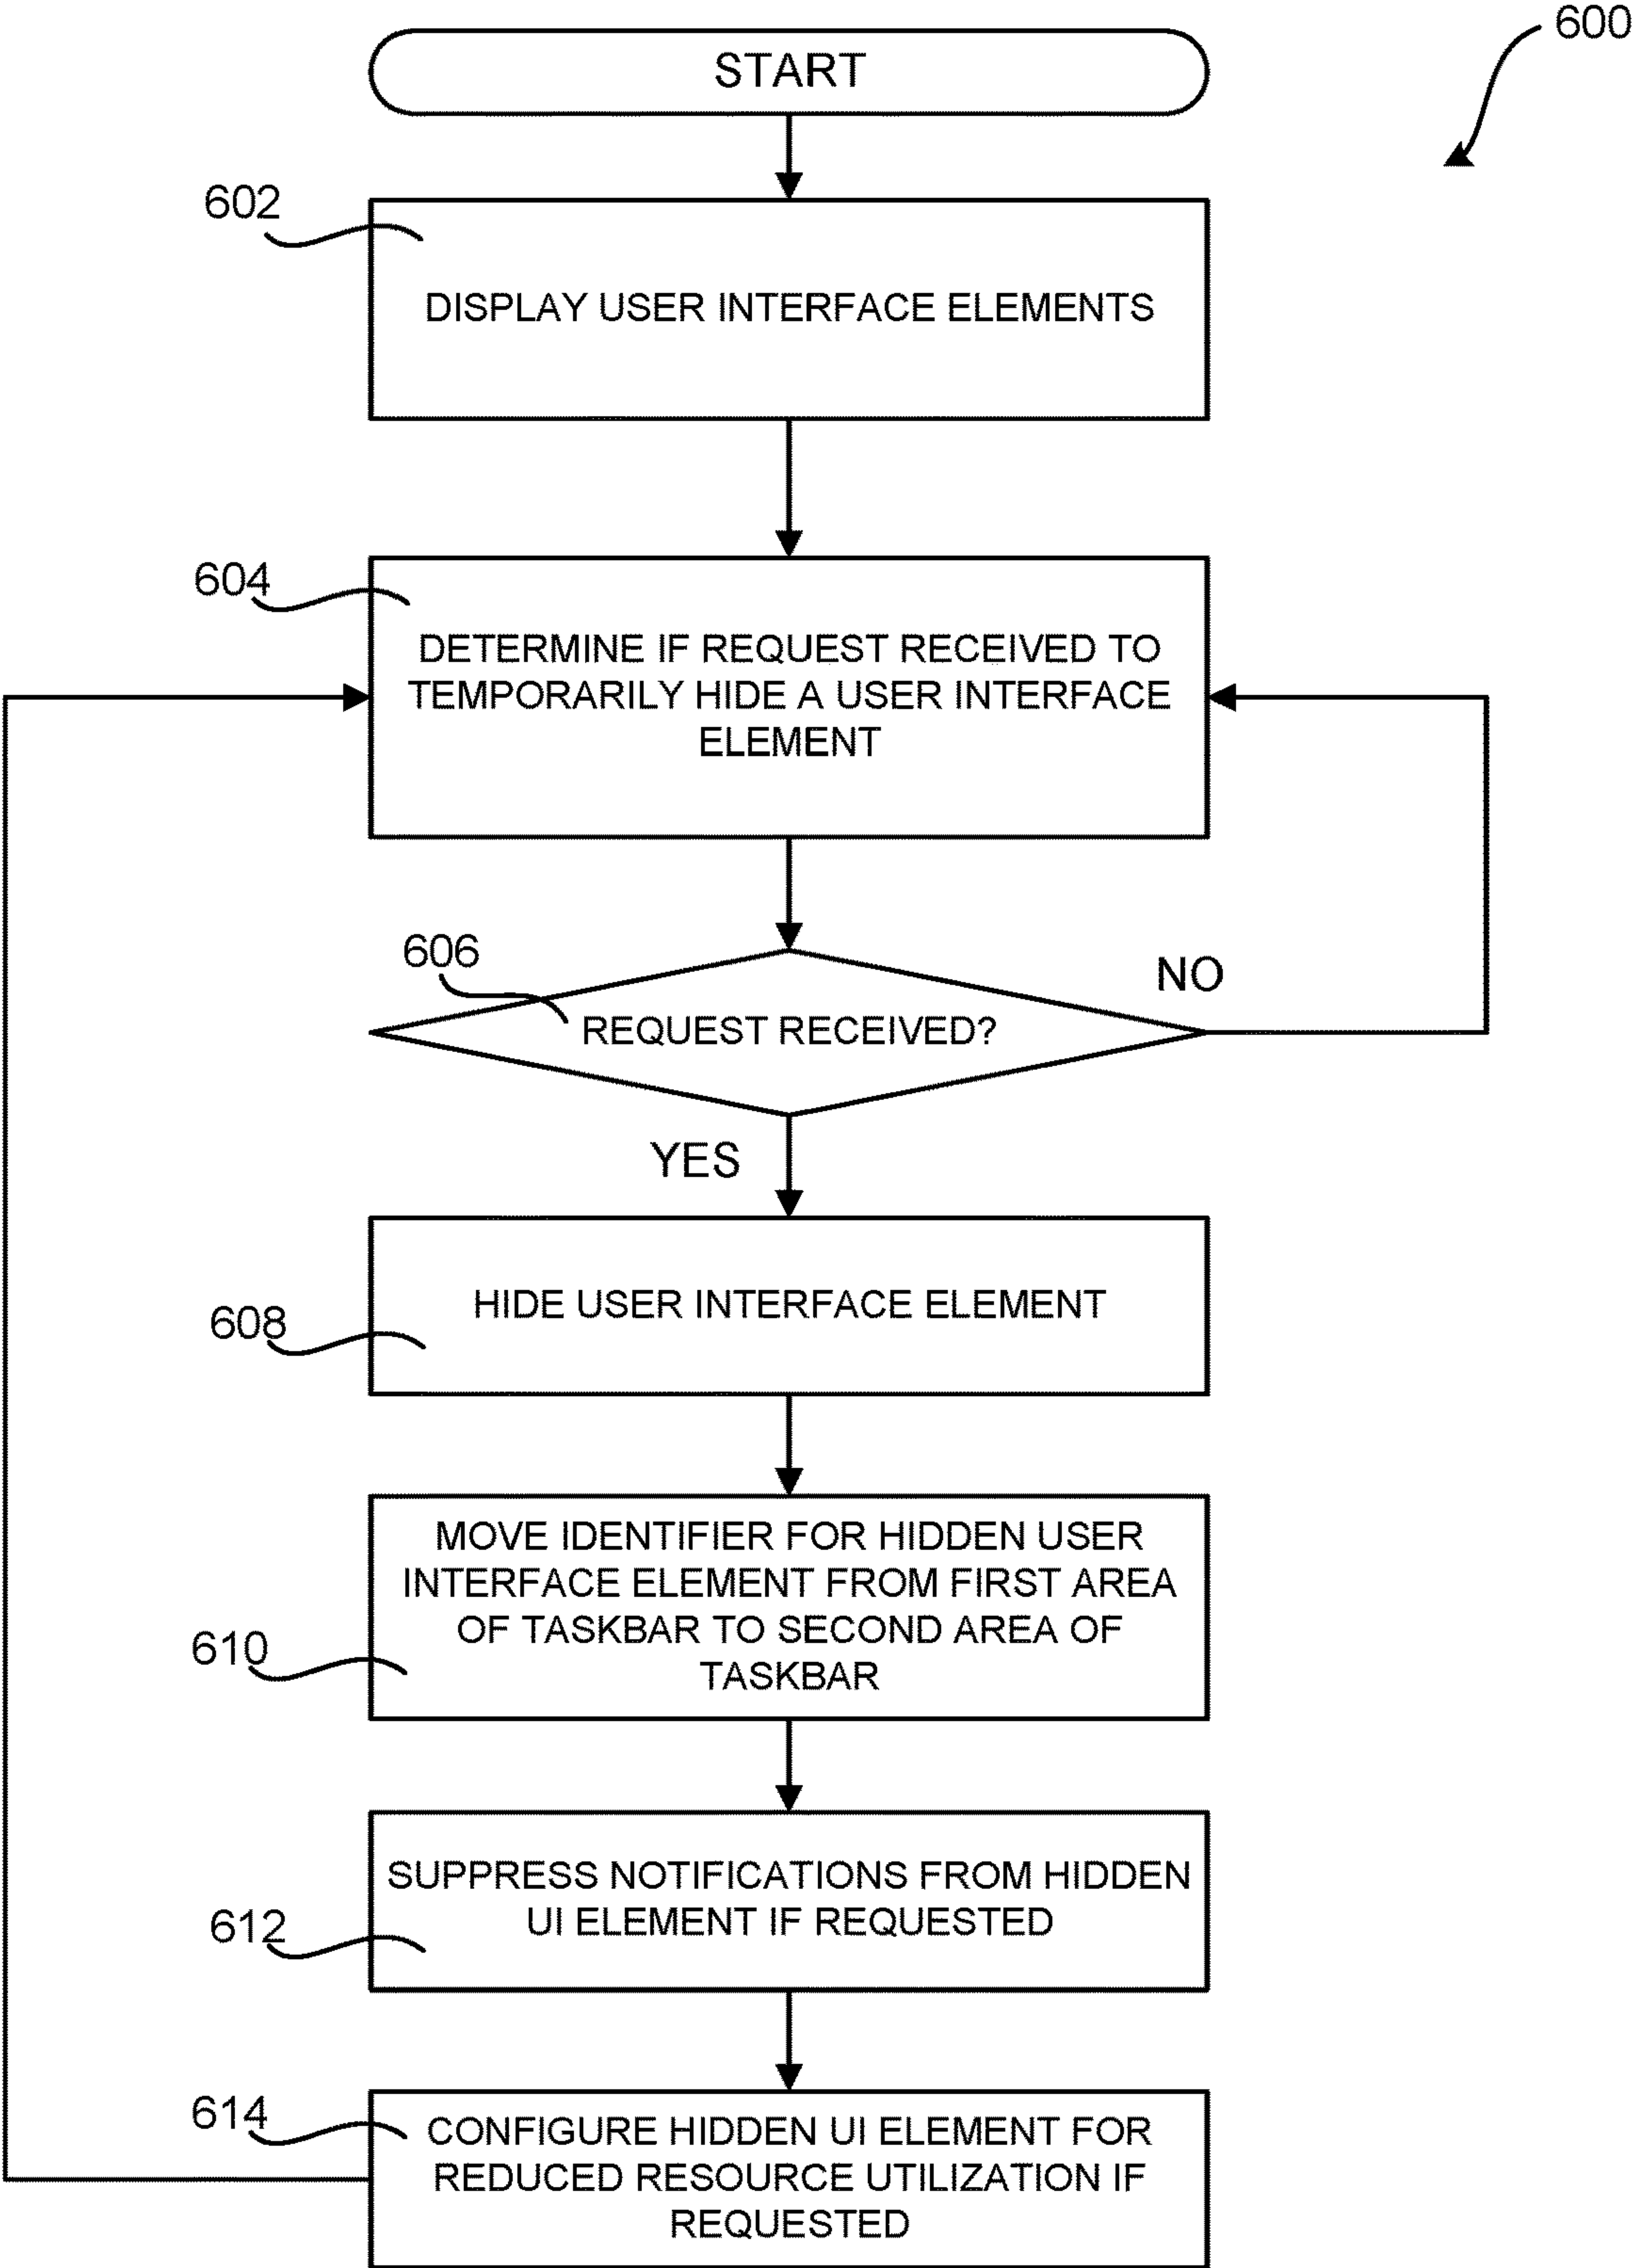 600
START
602
DISPLAY USER INTERFACE ELEMENTS
604
DETERMINE IF REQUEST RECEIVED TO
TEMPORARILY HIDE A USER INTERFACE
ELEMENT
606
NO
REQUEST RECEIVED?
YES
HIDE USER INTERFACE ELEMENT
608
MOVE IDENTIFIER FOR HIDDEN USER
INTERFACE ELEMENT FROM FIRST AREA
OF TASKBAR TO SECOND AREA OF
TASKBAR
610
SUPPRESS NOTIFICATIONS FROM HIDDEN
UI ELEMENT IF REQUESTED
612
614
CONFIGURE HIDDEN UI ELEMENT FOR
REDUCED RESOURCE UTILIZATION IF
REQUESTED